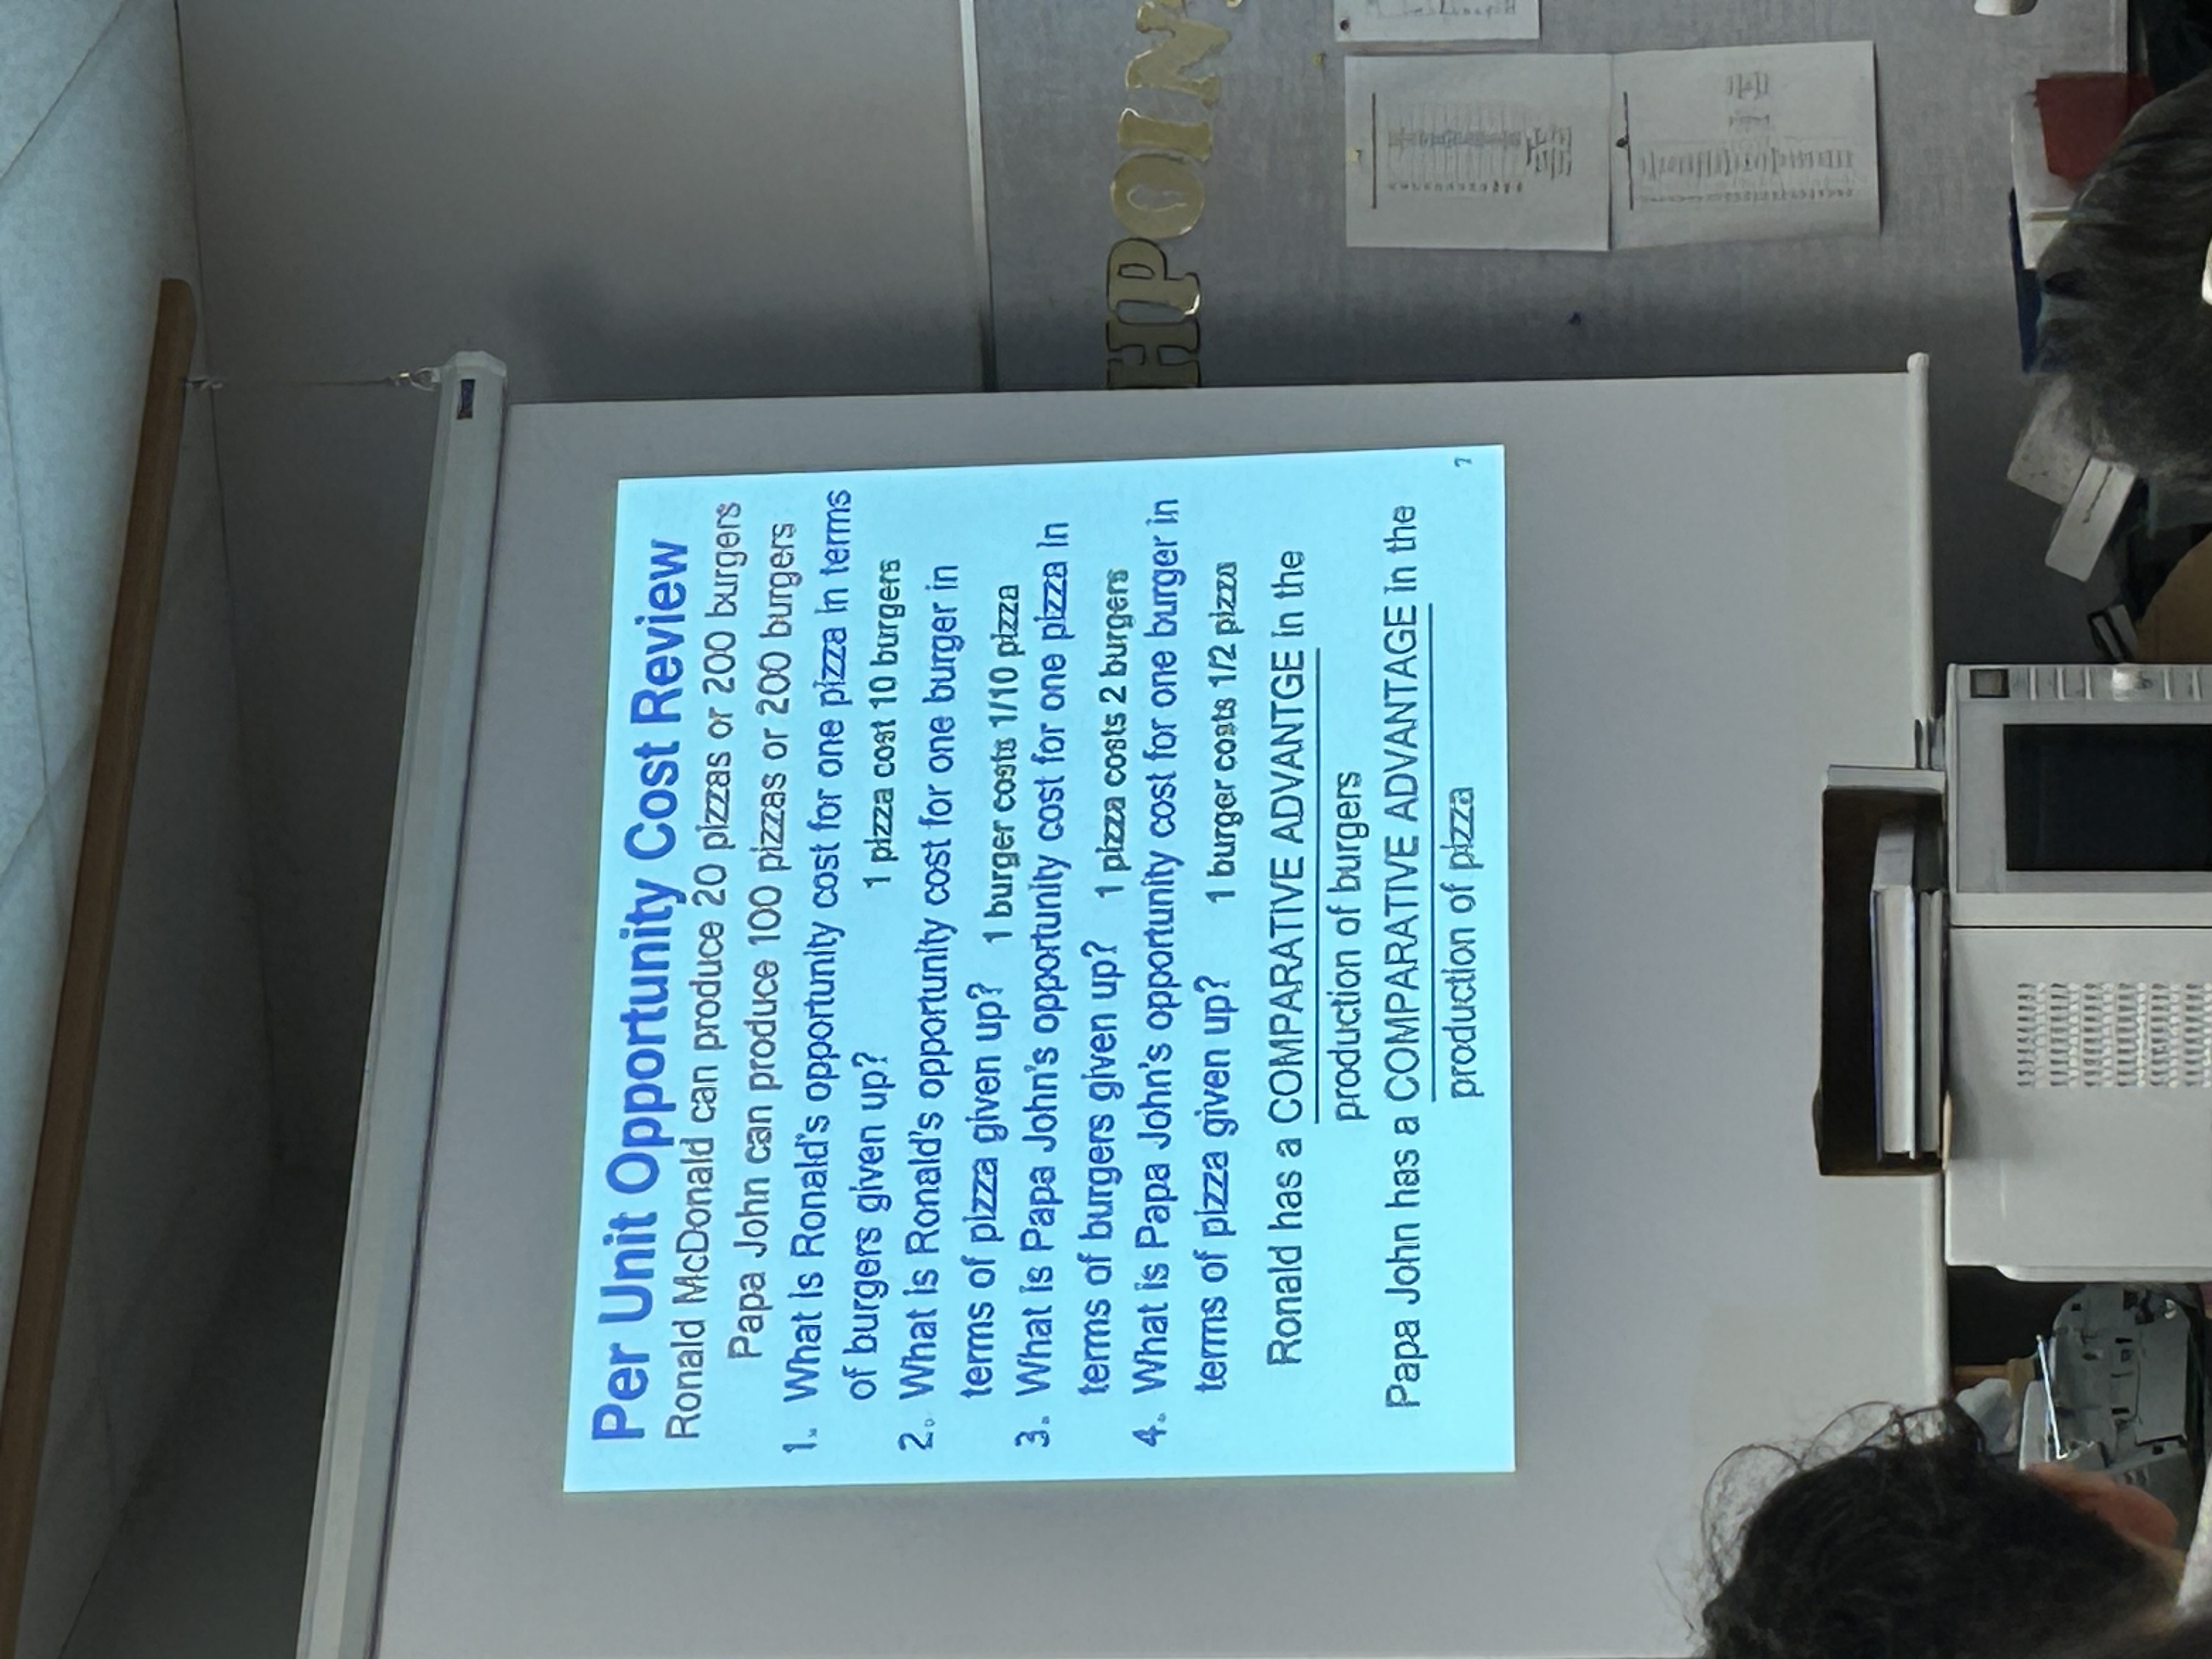 Per Unit Opportunity Cost Review
Ronald McDonald can produce 20 pizzas or 200 burgers
Papa John can produce 100 pizzas or 200 burgers
1. What is Ronald's opportunity cost for one pizza in terms
of burgers given up? 1 pizza cost 10 burgers
2. What is Ronald's opportunity cost for one burger in
terms of pizza given up? 1 burger costs 1/10 pizza
3. What is Papa John's opportunity cost for one pizza in
terms of burgers given up? 1 pizza costs 2 burgers
4. What is Papa John's opportunity cost for one burger in
terms of pizza given up? 1 burger costs 1/2 pizza
Ronald has a COMPARATIVE ADVANTGE in the
production of burgers
Papa John has a COMPARATIVE ADVANTAGE in the
production of pizza
7
HPOIN